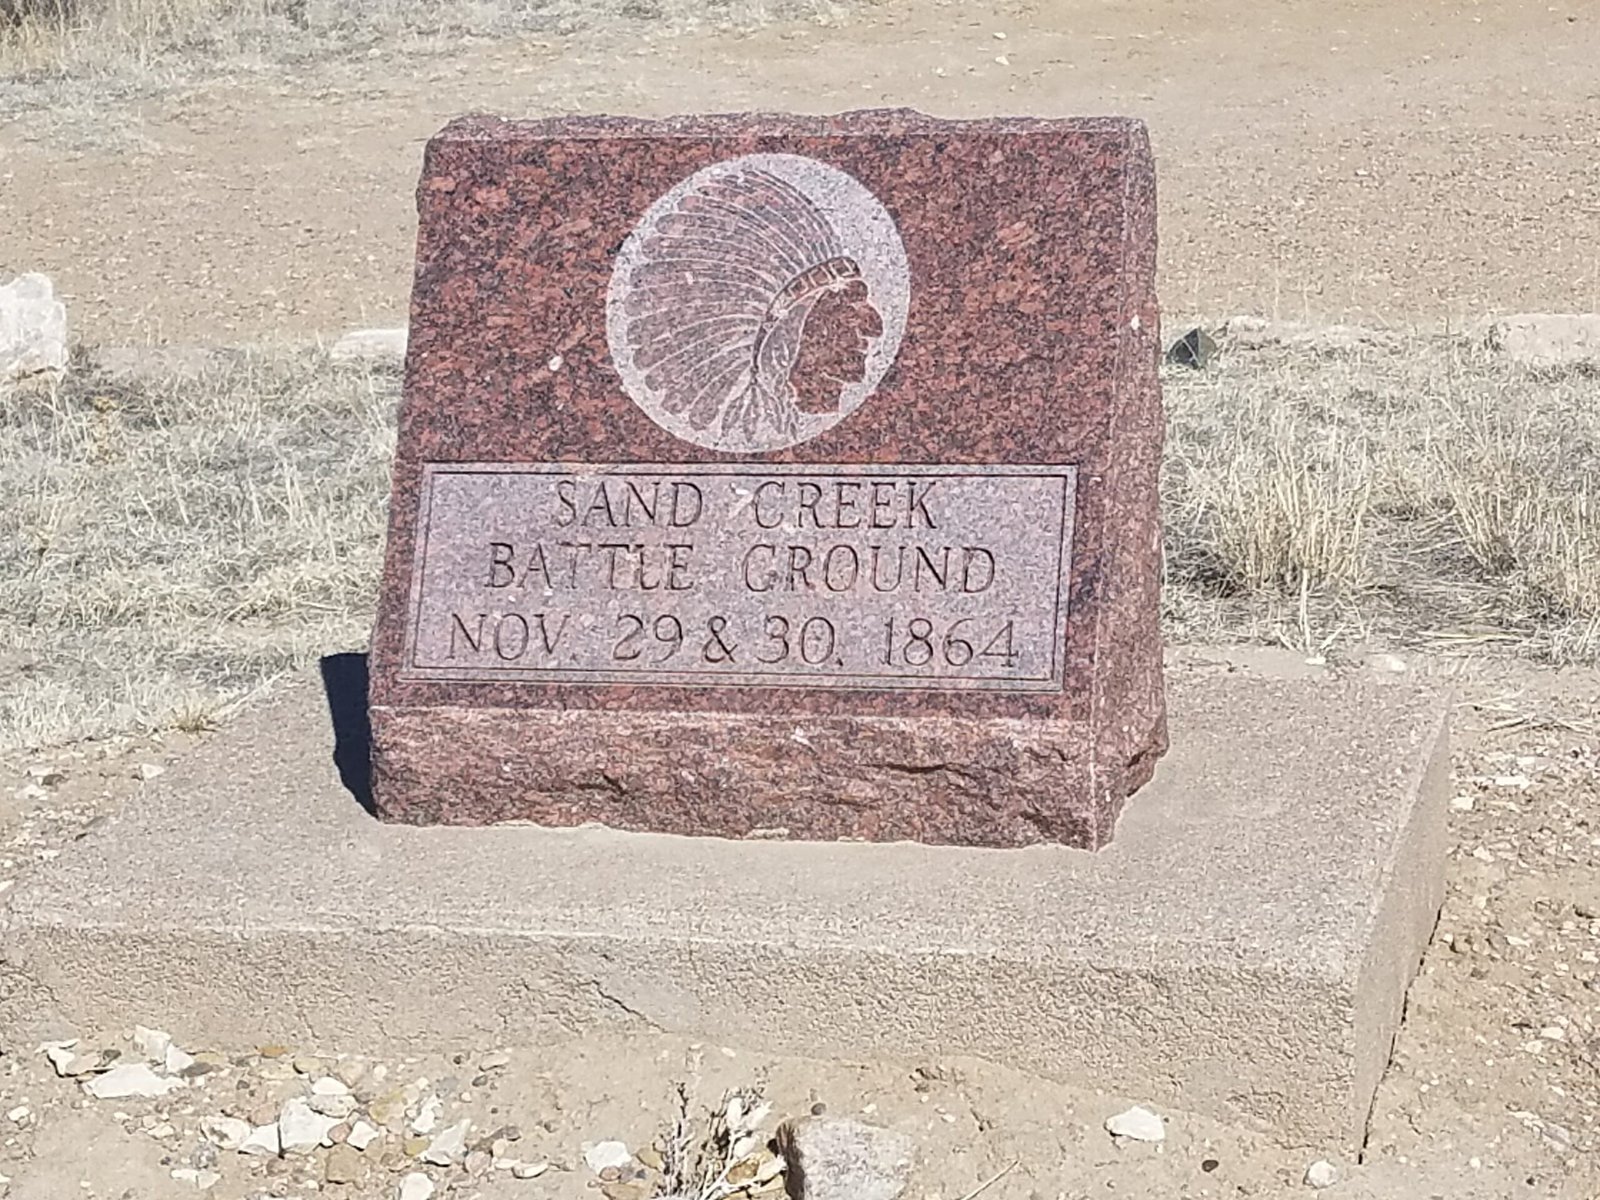 SAND CREEK
BATTLE GROUND
NOV. 29 & 30, 1864